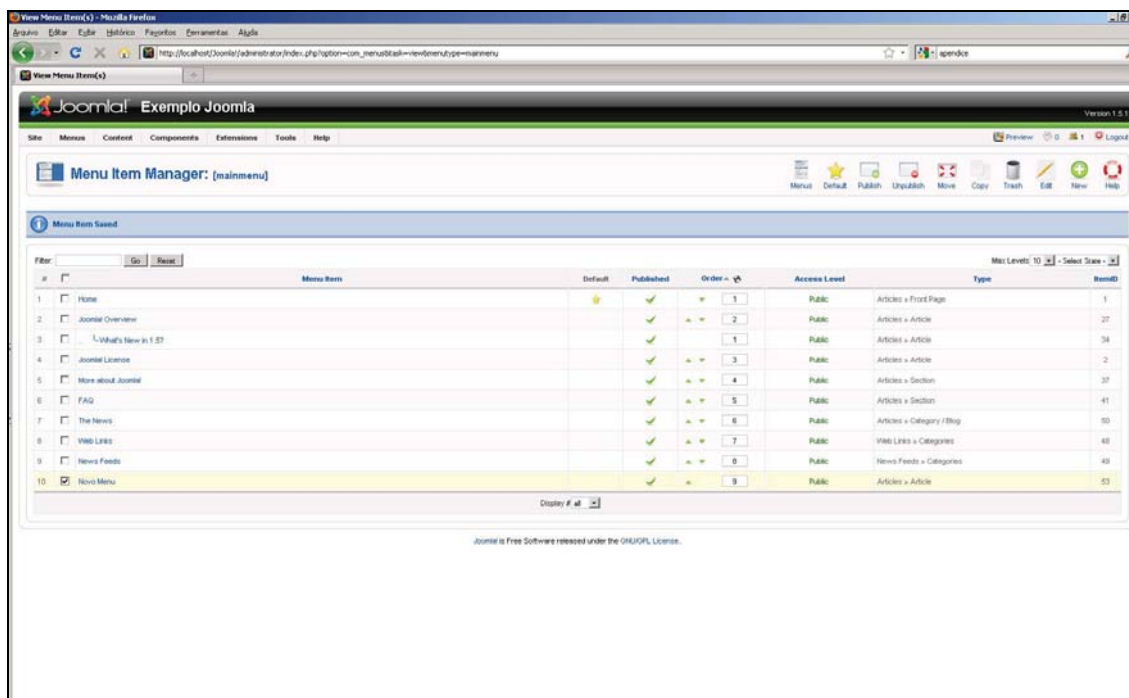 View Menu Item(s) - Mozilla Firefox
Arquivo Editar Exibir Histórico Favoritos Ferramentas Ajuda
http://localhost/Joomla!/administrator/index.php?option=com_menus&task=view&menutype=mainmenu apendice
View Menu Item(s)
Joomla! Exemplo Joomla Version 1.5.1
Site Menus Content Components Extensions Tools Help Preview 0 1 Logout
Menu Item Manager: [mainmenu] Menus Default Publish Unpublish Move Copy Trash Edit New Help
Menu Item Saved
Filter: Go Reset Max Levels 10 - Select State -
# Menu Item Default Published Order Access Level Type ItemID
1 Home 1 Public Articles » Front Page 1
2 Joomla! Overview 2 Public Articles » Article 27
3 What's New in 1.5? 1 Public Articles » Article 34
4 Joomla! License 3 Public Articles » Article 2
5 More about Joomla! 4 Public Articles » Section 37
6 FAQ 5 Public Articles » Section 41
7 The News 6 Public Articles » Category / Blog 50
8 Web Links 7 Public Web Links » Categories 48
9 News Feeds 8 Public News Feeds » Categories 49
10 Novo Menu 9 Public Articles » Article 53
Display # all
Joomla! is Free Software released under the GNU/GPL License.